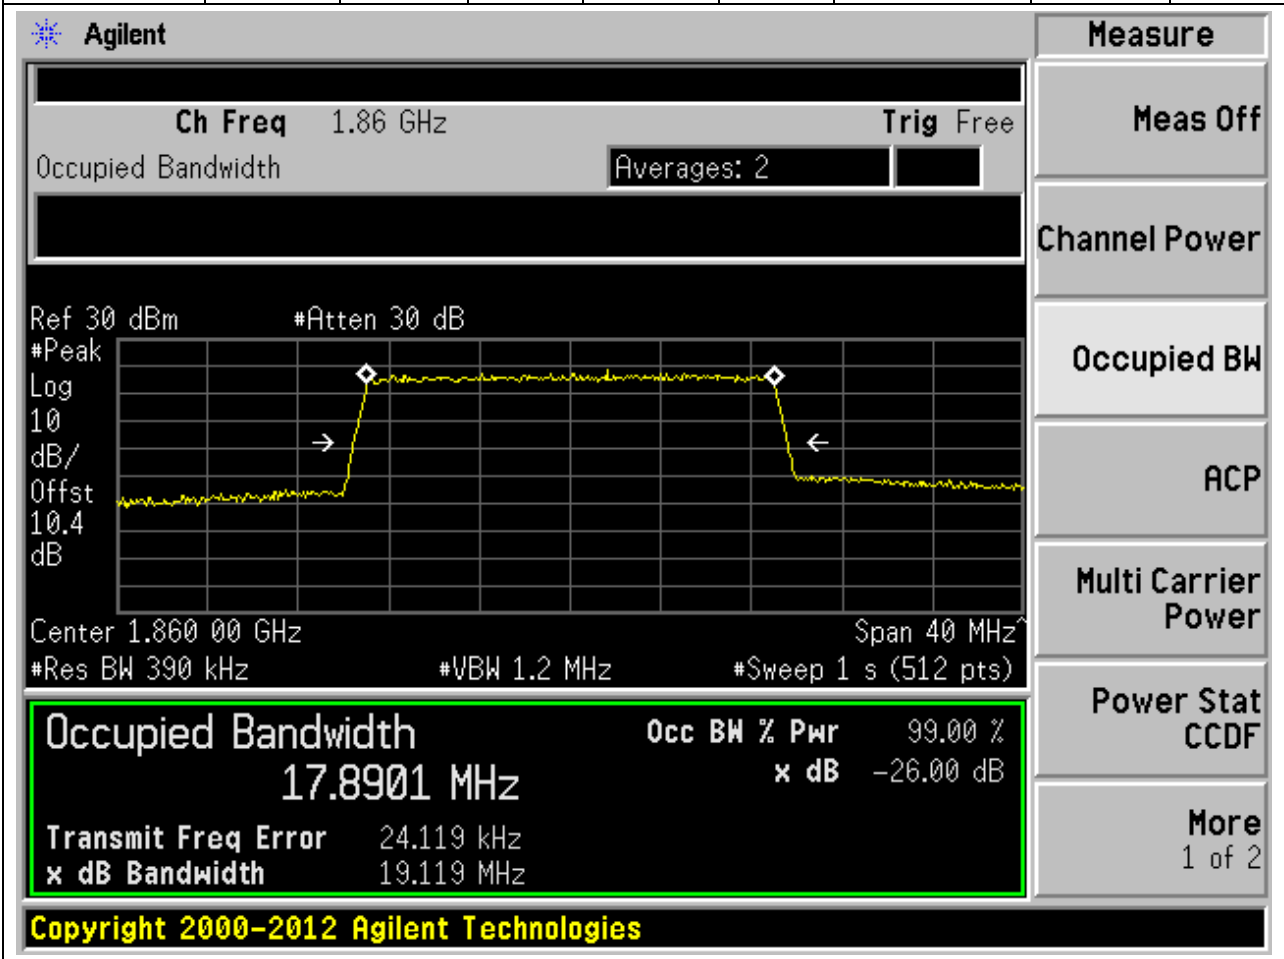 Agilent
Measure
Ch Freq 1.86 GHz Trig Free
Occupied Bandwidth Averages: 2
Meas Off
Channel Power
Occupied BW
ACP
Multi Carrier
Power
Power Stat
CCDF
More
1 of 2
Ref 30 dBm #Atten 30 dB
#Peak
Log
10
dB/
Offst
10.4
dB
Center 1.860 00 GHz Span 40 MHz^
#Res BW 390 kHz #VBW 1.2 MHz #Sweep 1 s (512 pts)
Occupied Bandwidth Occ BW % Pwr 99.00 %
17.8901 MHz x dB -26.00 dB
Transmit Freq Error 24.119 kHz
x dB Bandwidth 19.119 MHz
Copyright 2000-2012 Agilent Technologies